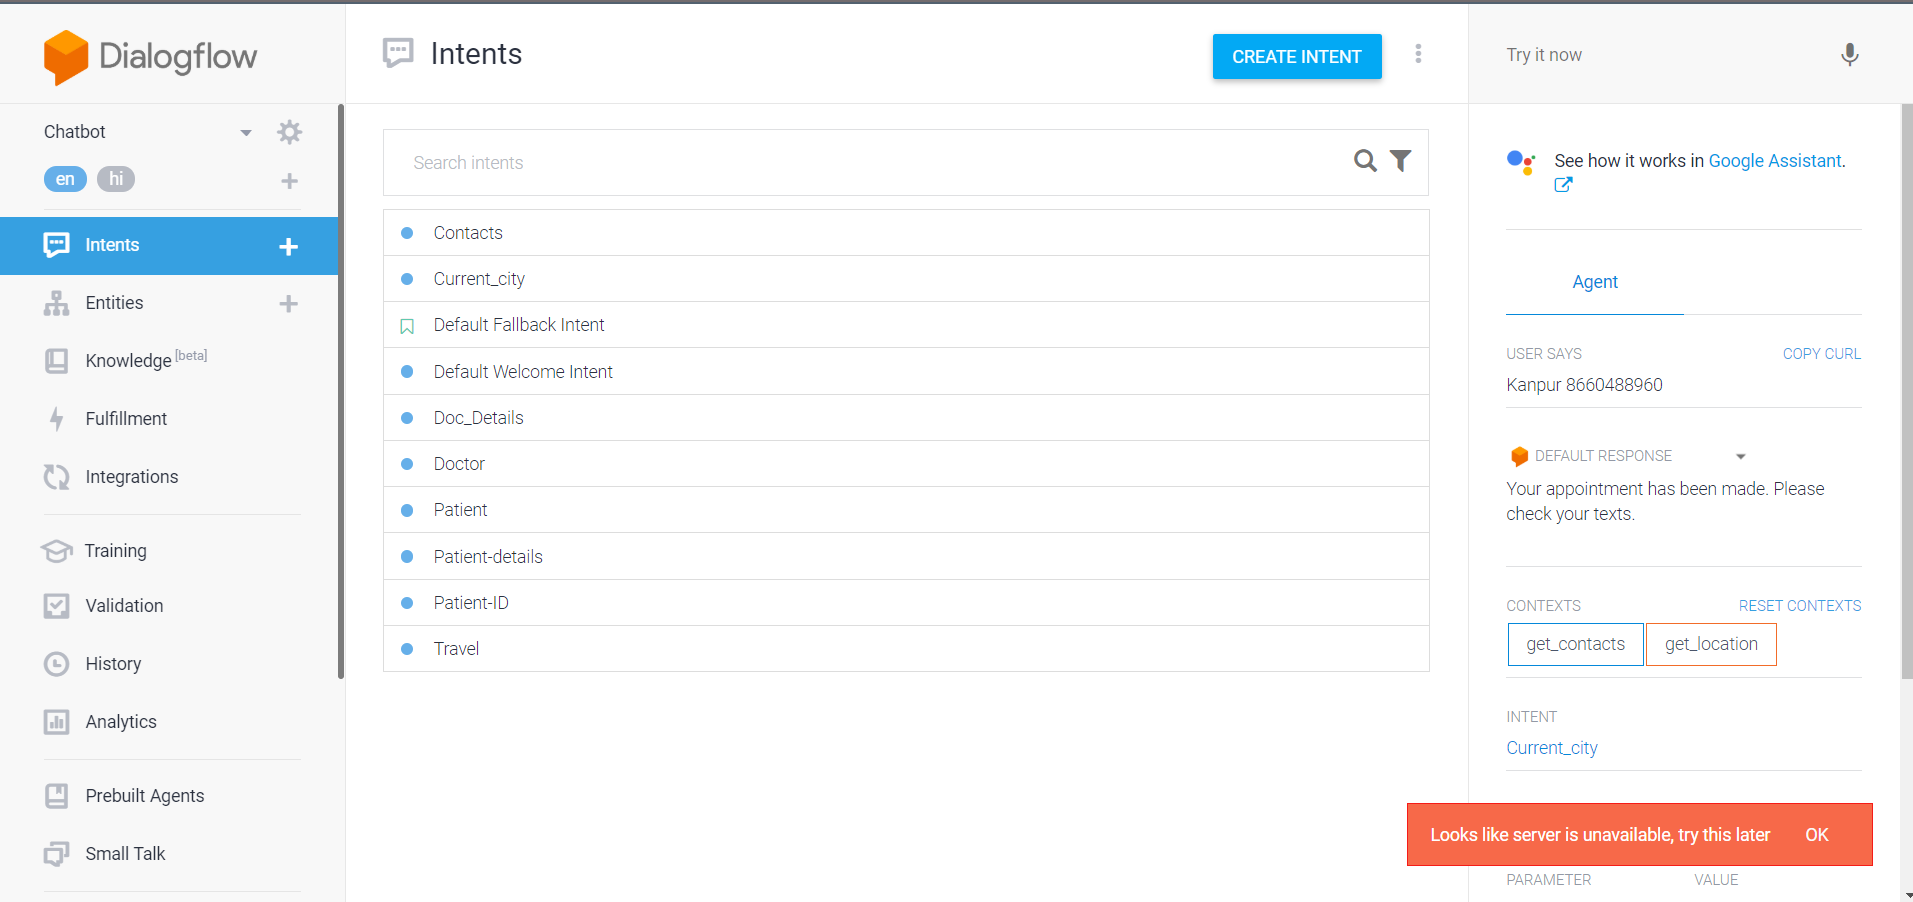 Dialogflow
Chatbot
en hi
Intents
Entities
Knowledge [beta]
Fulfillment
Integrations
Training
Validation
History
Analytics
Prebuilt Agents
Small Talk
Intents
CREATE INTENT
Search intents
Contacts
Current_city
Default Fallback Intent
Default Welcome Intent
Doc_Details
Doctor
Patient
Patient-details
Patient-ID
Travel
Try it now
See how it works in Google Assistant.
Agent
USER SAYS COPY CURL
Kanpur 8660488960
DEFAULT RESPONSE
Your appointment has been made. Please
check your texts.
CONTEXTS RESET CONTEXTS
get_contacts get_location
INTENT
Current_city
Looks like server is unavailable, try this later OK
PARAMETER VALUE